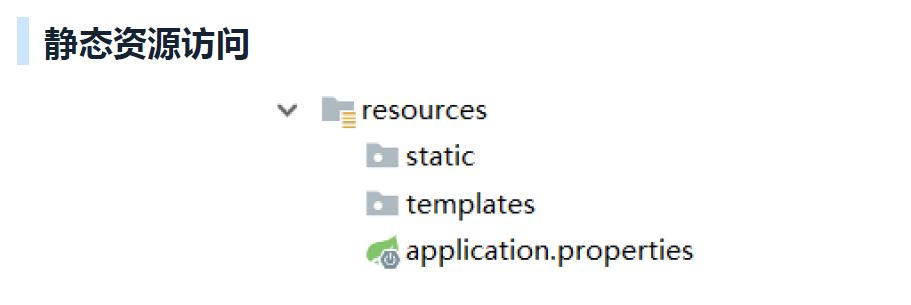 静态资源访问
resources
static
templates
application.properties